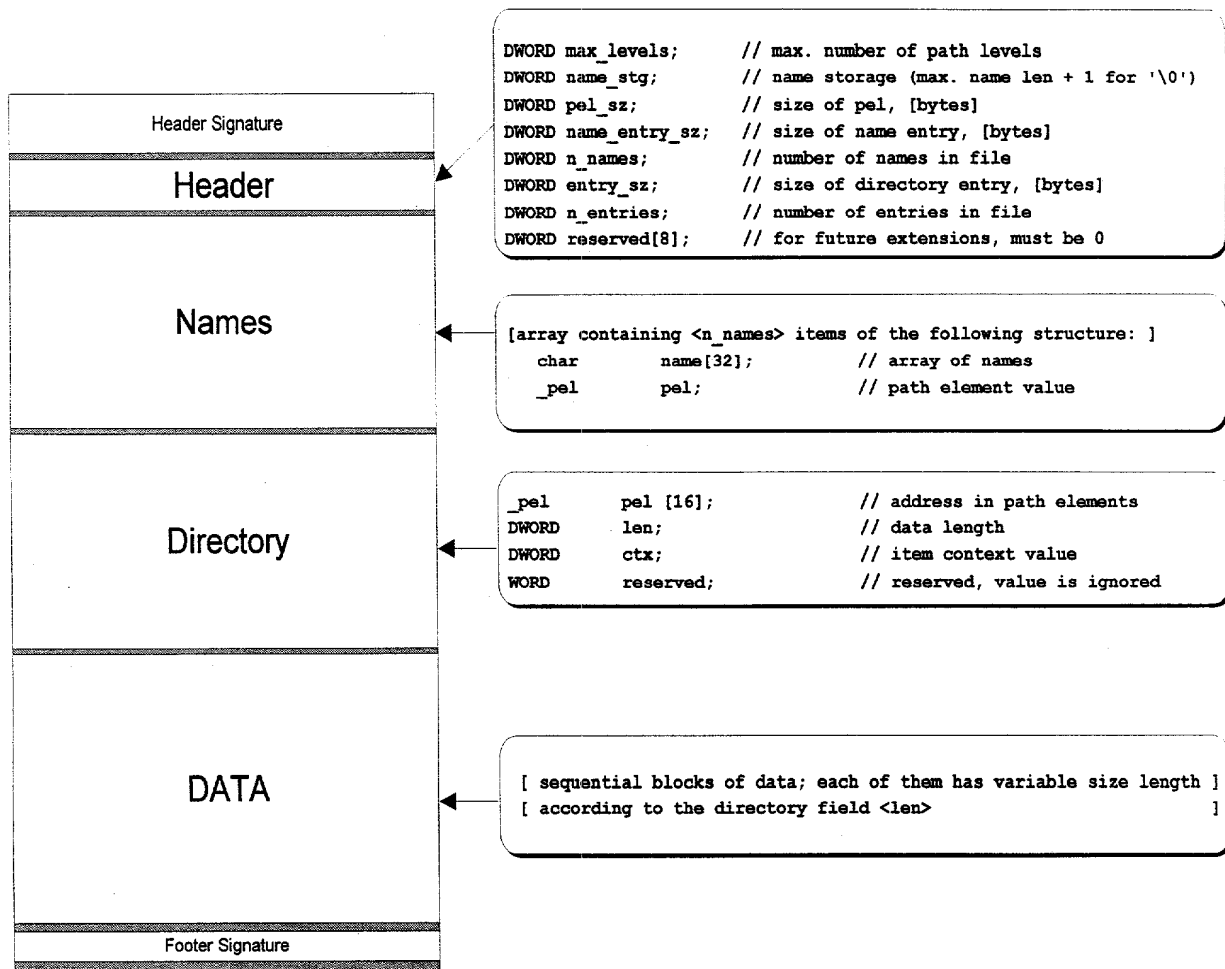 Header Signature
Header
Names
Directory
DATA
Footer Signature
DWORD max_levels; // max. number of path levels
DWORD name_stg; // name storage (max. name len + 1 for '\0')
DWORD pel_sz; // size of pel, [bytes]
DWORD name_entry_sz; // size of name entry, [bytes]
DWORD n_names; // number of names in file
DWORD entry_sz; // size of directory entry, [bytes]
DWORD n_entries; // number of entries in file
DWORD reserved[8]; // for future extensions, must be 0
[array containing <n_names> items of the following structure: ]
char name[32]; // array of names
_pel pel; // path element value
_pel pel [16]; // address in path elements
DWORD len; // data length
DWORD ctx; // item context value
WORD reserved; // reserved, value is ignored
[ sequential blocks of data; each of them has variable size length ]
[ according to the directory field <len> ]